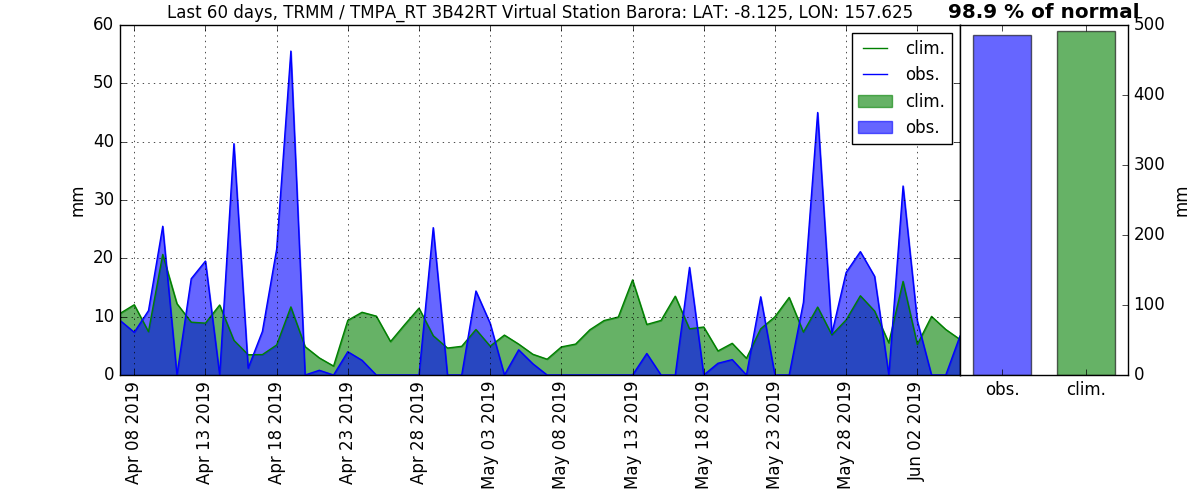 Last 60 days, TRMM / TMPA_RT 3B42RT Virtual Station Barora: LAT: -8.125, LON: 157.625
98.9 % of normal
60
50
40
30
20
10
0
mm
clim.
obs.
clim.
obs.
Apr 08 2019
Apr 13 2019
Apr 18 2019
Apr 23 2019
Apr 28 2019
May 03 2019
May 08 2019
May 13 2019
May 18 2019
May 23 2019
May 28 2019
Jun 02 2019
500
400
300
200
100
0
mm
obs.
clim.